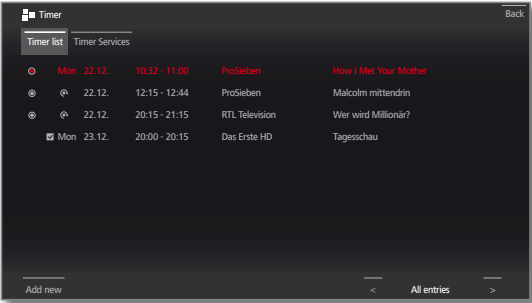 Timer Back
Timer list Timer Services
Mon 22.12. 10:32 - 11:00 ProSieben How I Met Your Mother
22.12. 12:15 - 12:44 ProSieben Malcolm mittendrin
22.12. 20:15 - 21:15 RTL Television Wer wird Millionär?
Mon 23.12. 20:00 - 20:15 Das Erste HD Tagesschau
Add new < All entries >